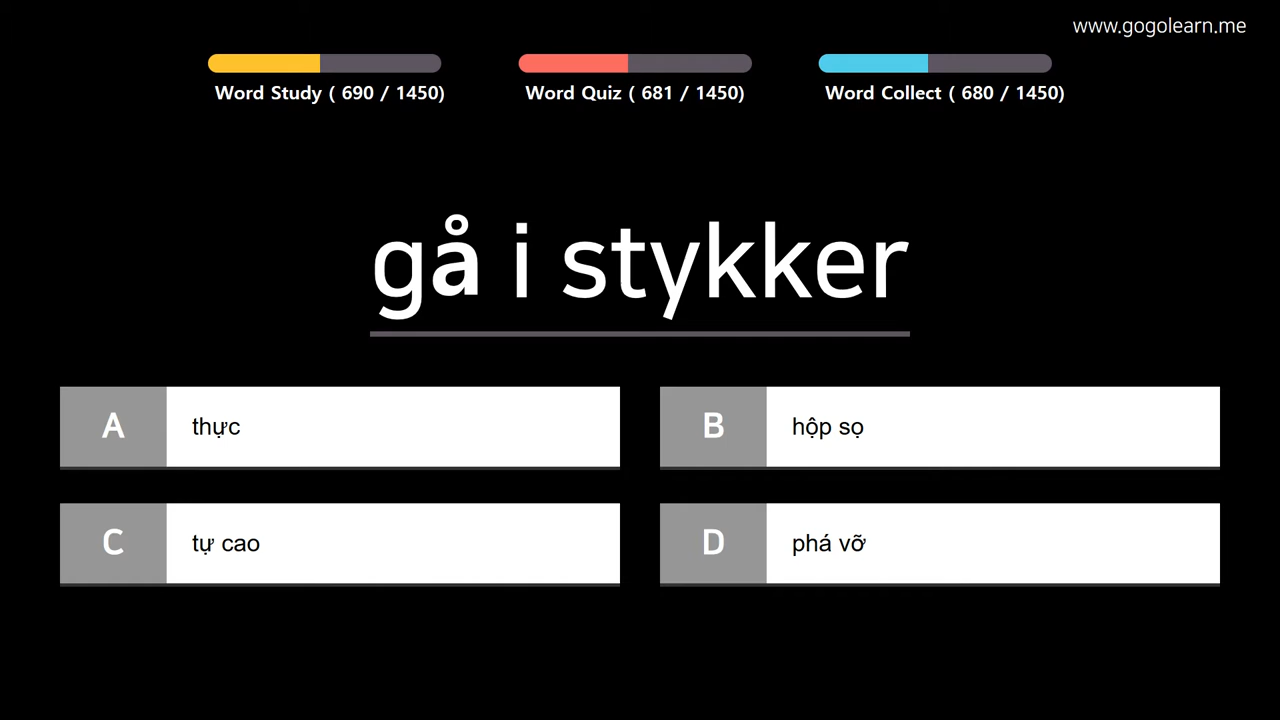 www.gogolearn.me
Word Study ( 690 / 1450)
Word Quiz ( 681 / 1450)
Word Collect ( 680 / 1450)
gå i stykker
A thực
B hộp sọ
C tự cao
D phá vỡ